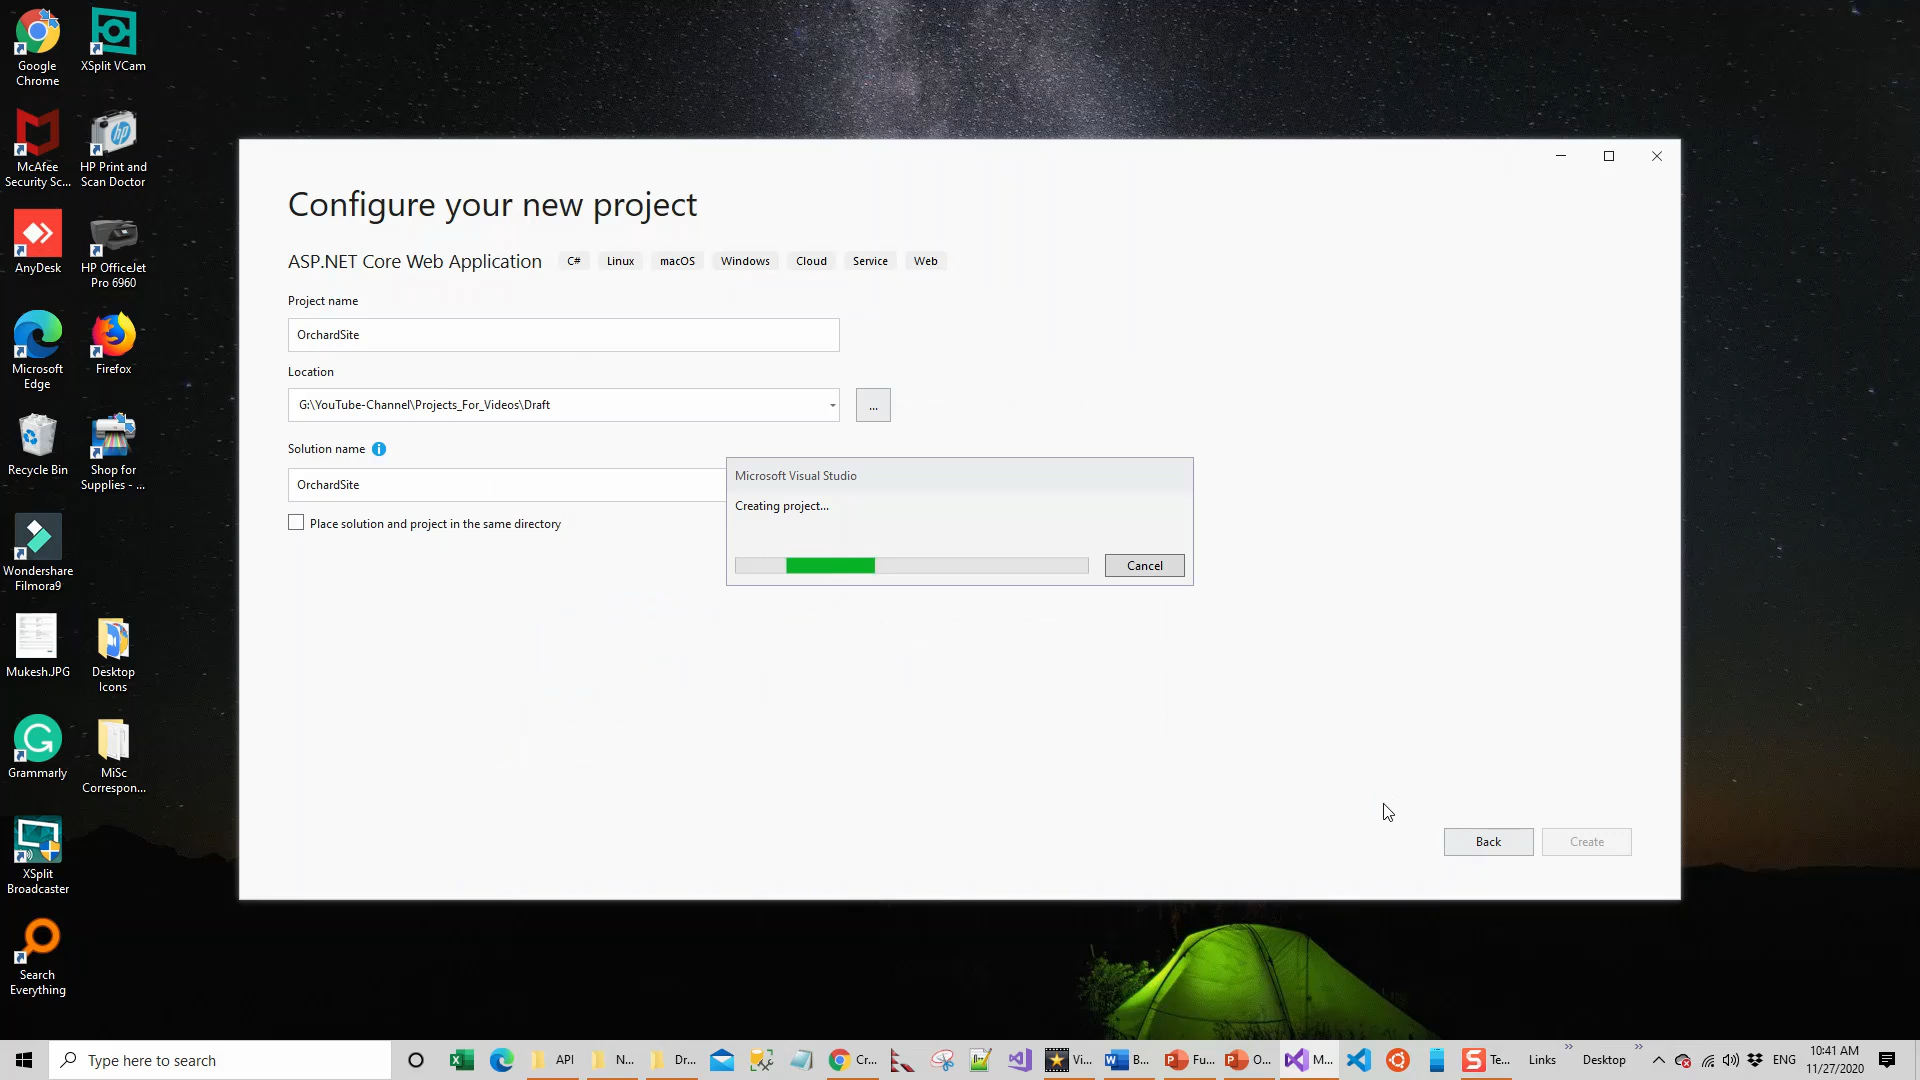 Google
Chrome
XSplit VCam
McAfee
Security Sc...
HP Print and
Scan Doctor
AnyDesk
HP OfficeJet
Pro 6960
Microsoft
Edge
Firefox
Recycle Bin
Shop for
Supplies - ...
Wondershare
Filmora9
Mukesh.JPG
Desktop
Icons
Grammarly
MiSc
Correspon...
XSplit
Broadcaster
Search
Everything
Configure your new project
ASP.NET Core Web Application C# Linux macOS Windows Cloud Service Web
Project name
OrchardSite
Location
G:\YouTube-Channel\Projects_For_Videos\Draft
...
Solution name
OrchardSite
Place solution and project in the same directory
Microsoft Visual Studio
Creating project...
Cancel
Back
Create
Type here to search
API
N...
Dr...
Cr...
Vi...
B...
Fu...
O...
M...
Te...
Links
Desktop
ENG
10:41 AM
11/27/2020